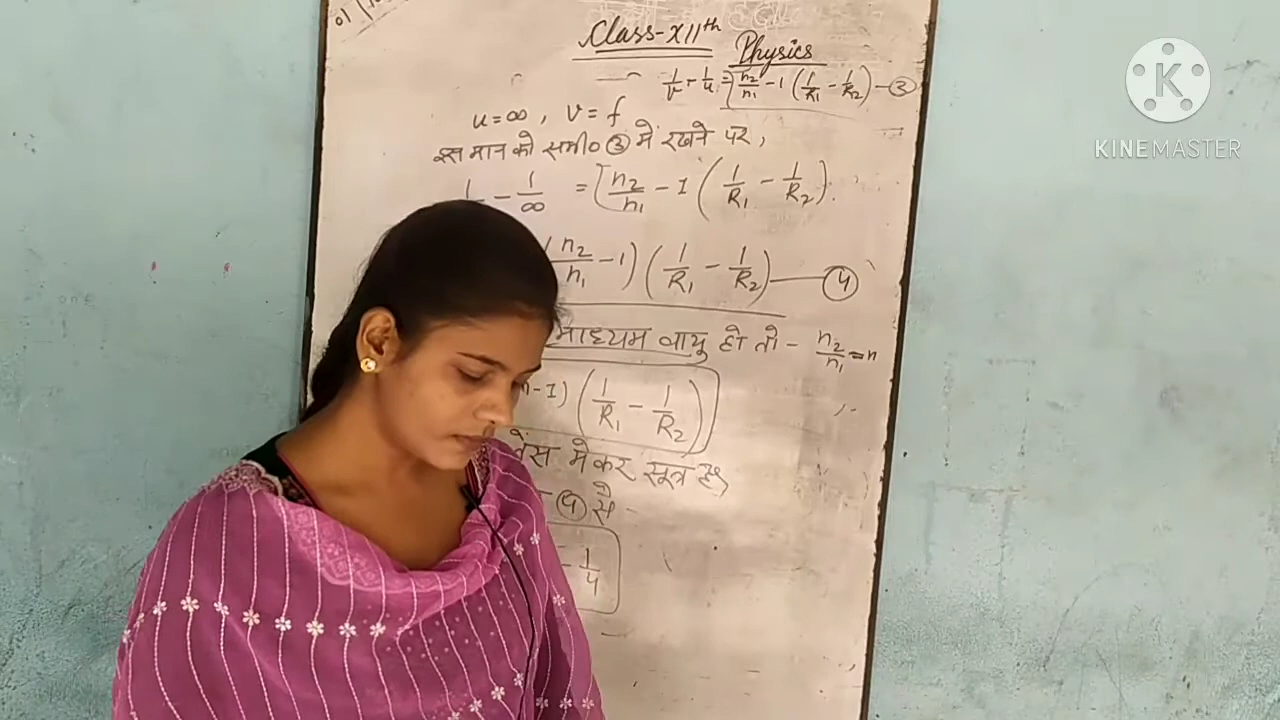 Class-XIIth
Physics
1/v - 1/u = [n2/n1 - 1 (1/R1 - 1/R2) — ③
u = ∞, v = f
इस मान को समी० ③ में रखने पर,
- 1/∞ = [n2/n1 - 1 (1/R1 - 1/R2).
n2/n1 - 1) (1/R1 - 1/R2) — ④
माध्यम वायु हो तो - n2/n1 = n
-1) (1/R1 - 1/R2)
लेंस मेकर सूत्र है
④ से
- 1/u
KINEMASTER